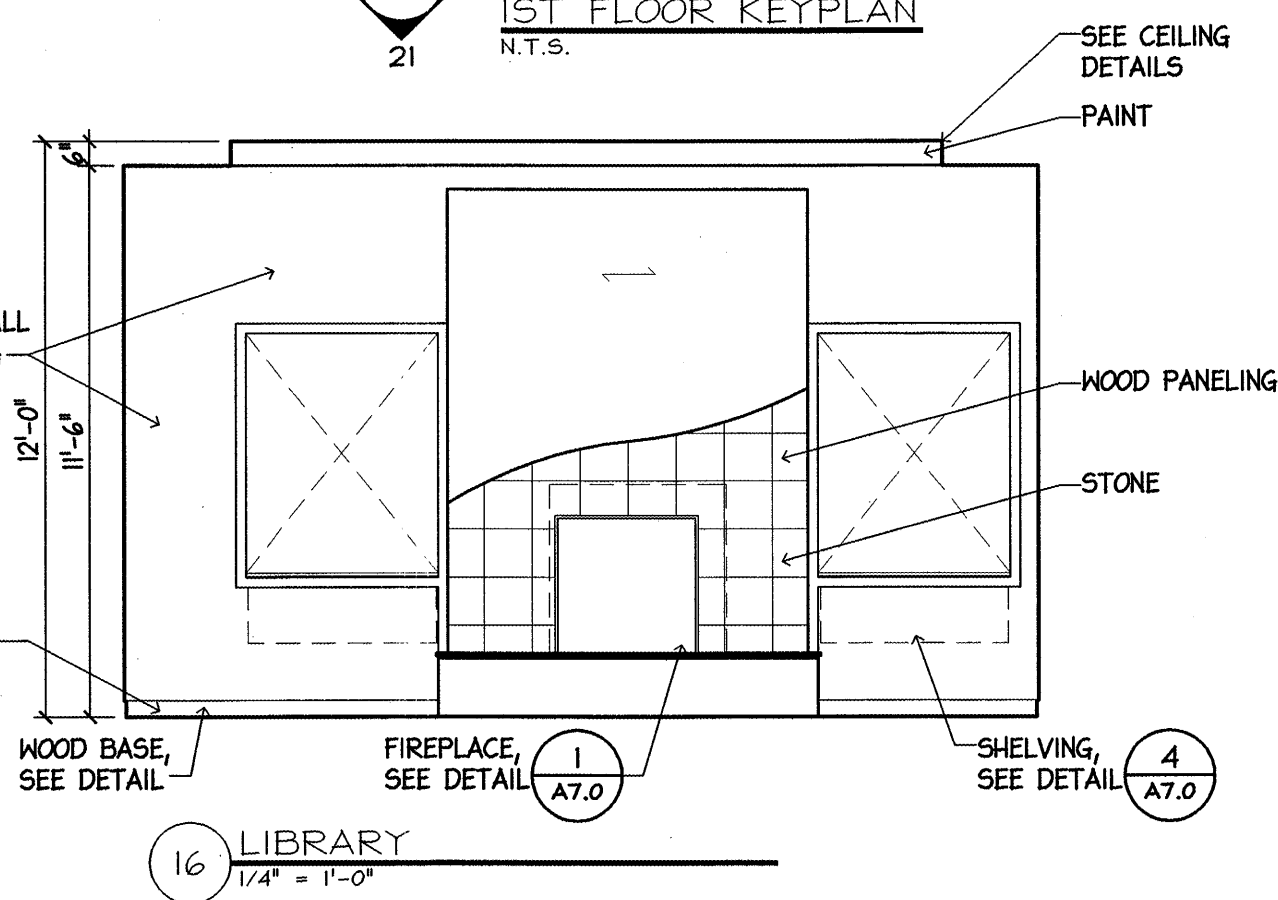 1ST FLOOR KEYPLAN
N.T.S.
21
SEE CEILING
DETAILS
PAINT
6"
ALL
12'-0"
11'-6"
WOOD PANELING
STONE
WOOD BASE,
SEE DETAIL
FIREPLACE,
SEE DETAIL
1
A7.0
SHELVING,
SEE DETAIL
4
A7.0
16
LIBRARY
1/4" = 1'-0"